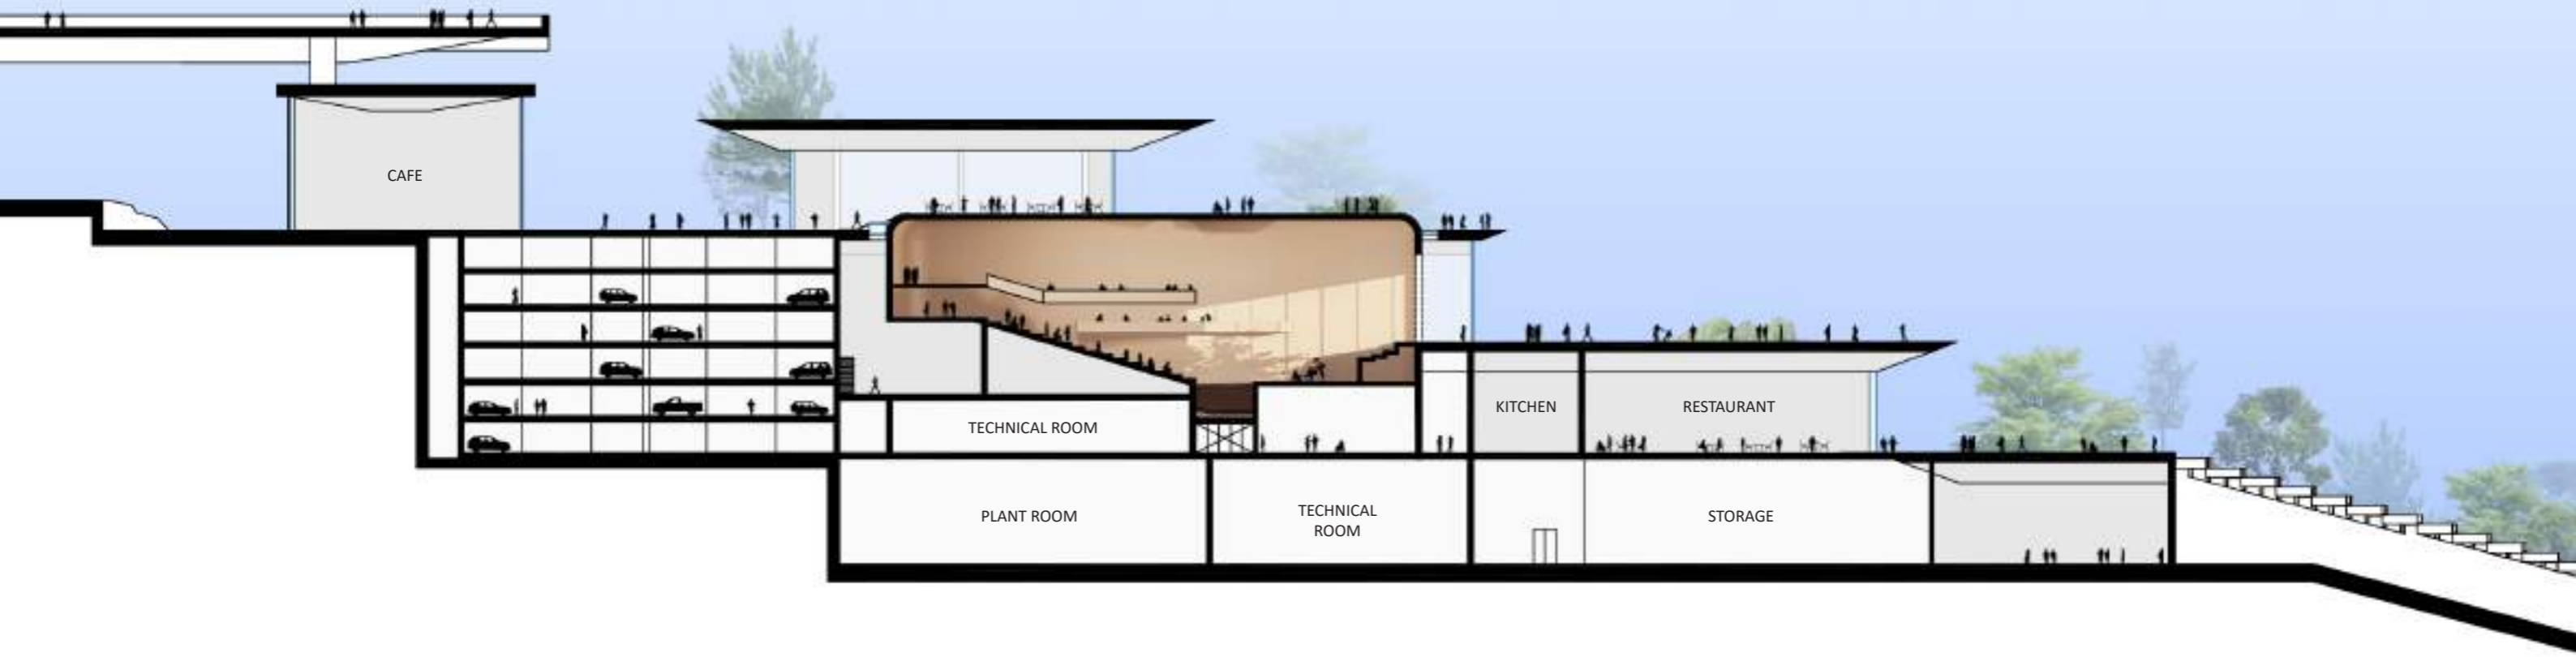 CAFE
KITCHEN
RESTAURANT
TECHNICAL ROOM
PLANT ROOM
TECHNICAL
ROOM
STORAGE